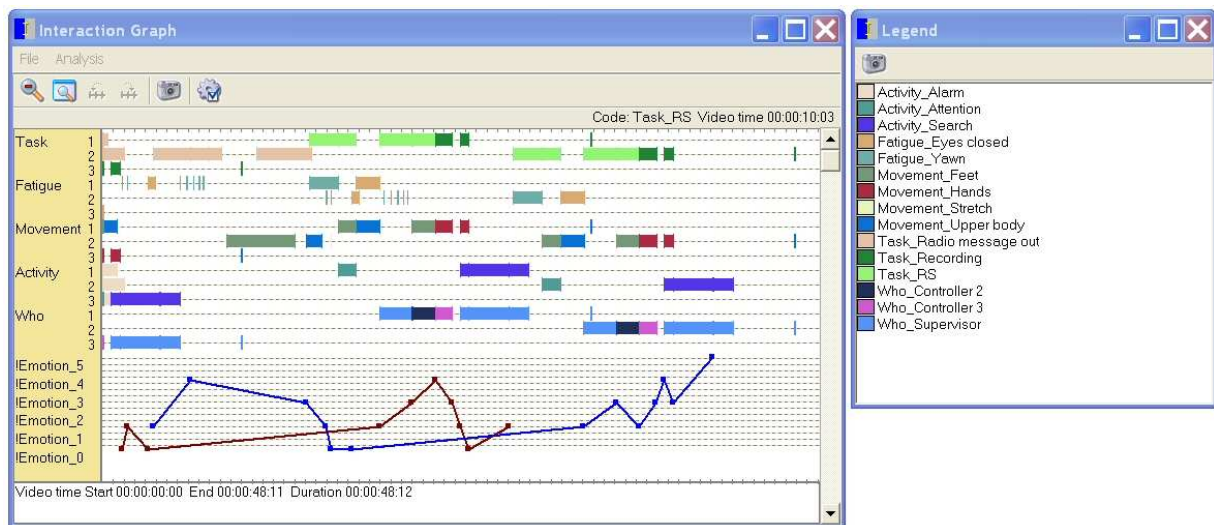 Interaction Graph
File Analysis
Code: Task_RS Video time 00:00:10:03
Task 1
2
3
Fatigue 1
2
3
Movement 1
2
3
Activity 1
2
3
Who 1
2
3
!Emotion_5
!Emotion_4
!Emotion_3
!Emotion_2
!Emotion_1
!Emotion_0
Video time Start 00:00:00:00 End 00:00:48:11 Duration 00:00:48:12
Legend
Activity_Alarm
Activity_Attention
Activity_Search
Fatigue_Eyes closed
Fatigue_Yawn
Movement_Feet
Movement_Hands
Movement_Stretch
Movement_Upper body
Task_Radio message out
Task_Recording
Task_RS
Who_Controller 2
Who_Controller 3
Who_Supervisor